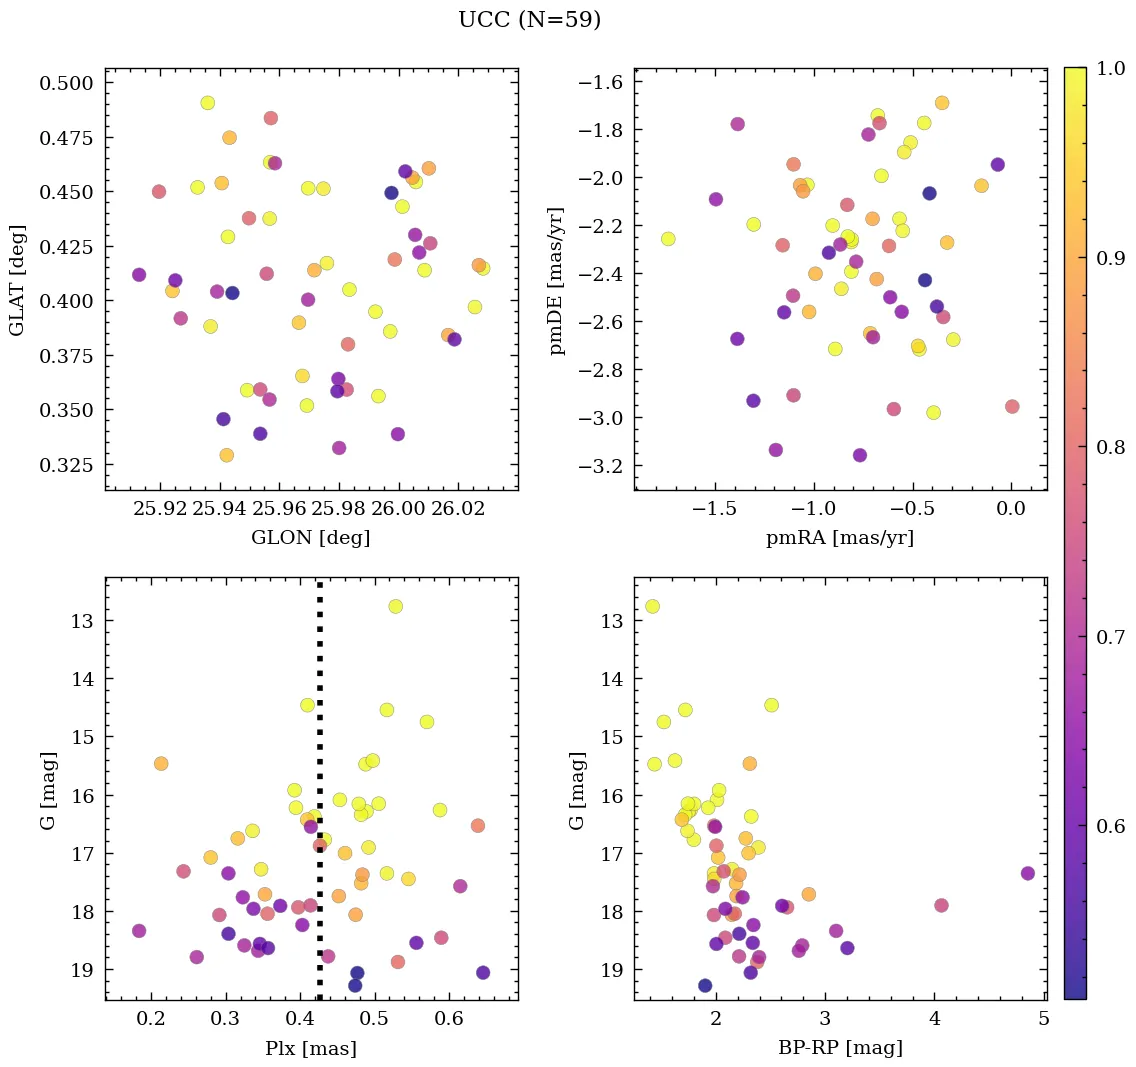 UCC (N=59)
0.500
0.475
0.450
0.425
0.400
0.375
0.350
0.325
GLAT [deg]
25.92 25.94 25.96 25.98 26.00 26.02
GLON [deg]
−1.6
−1.8
−2.0
−2.2
−2.4
−2.6
−2.8
−3.0
−3.2
pmDE [mas/yr]
−1.5 −1.0 −0.5 0.0
pmRA [mas/yr]
13
14
15
16
17
18
19
G [mag]
0.2 0.3 0.4 0.5 0.6
Plx [mas]
13
14
15
16
17
18
19
G [mag]
2 3 4 5
BP-RP [mag]
1.0
0.9
0.8
0.7
0.6